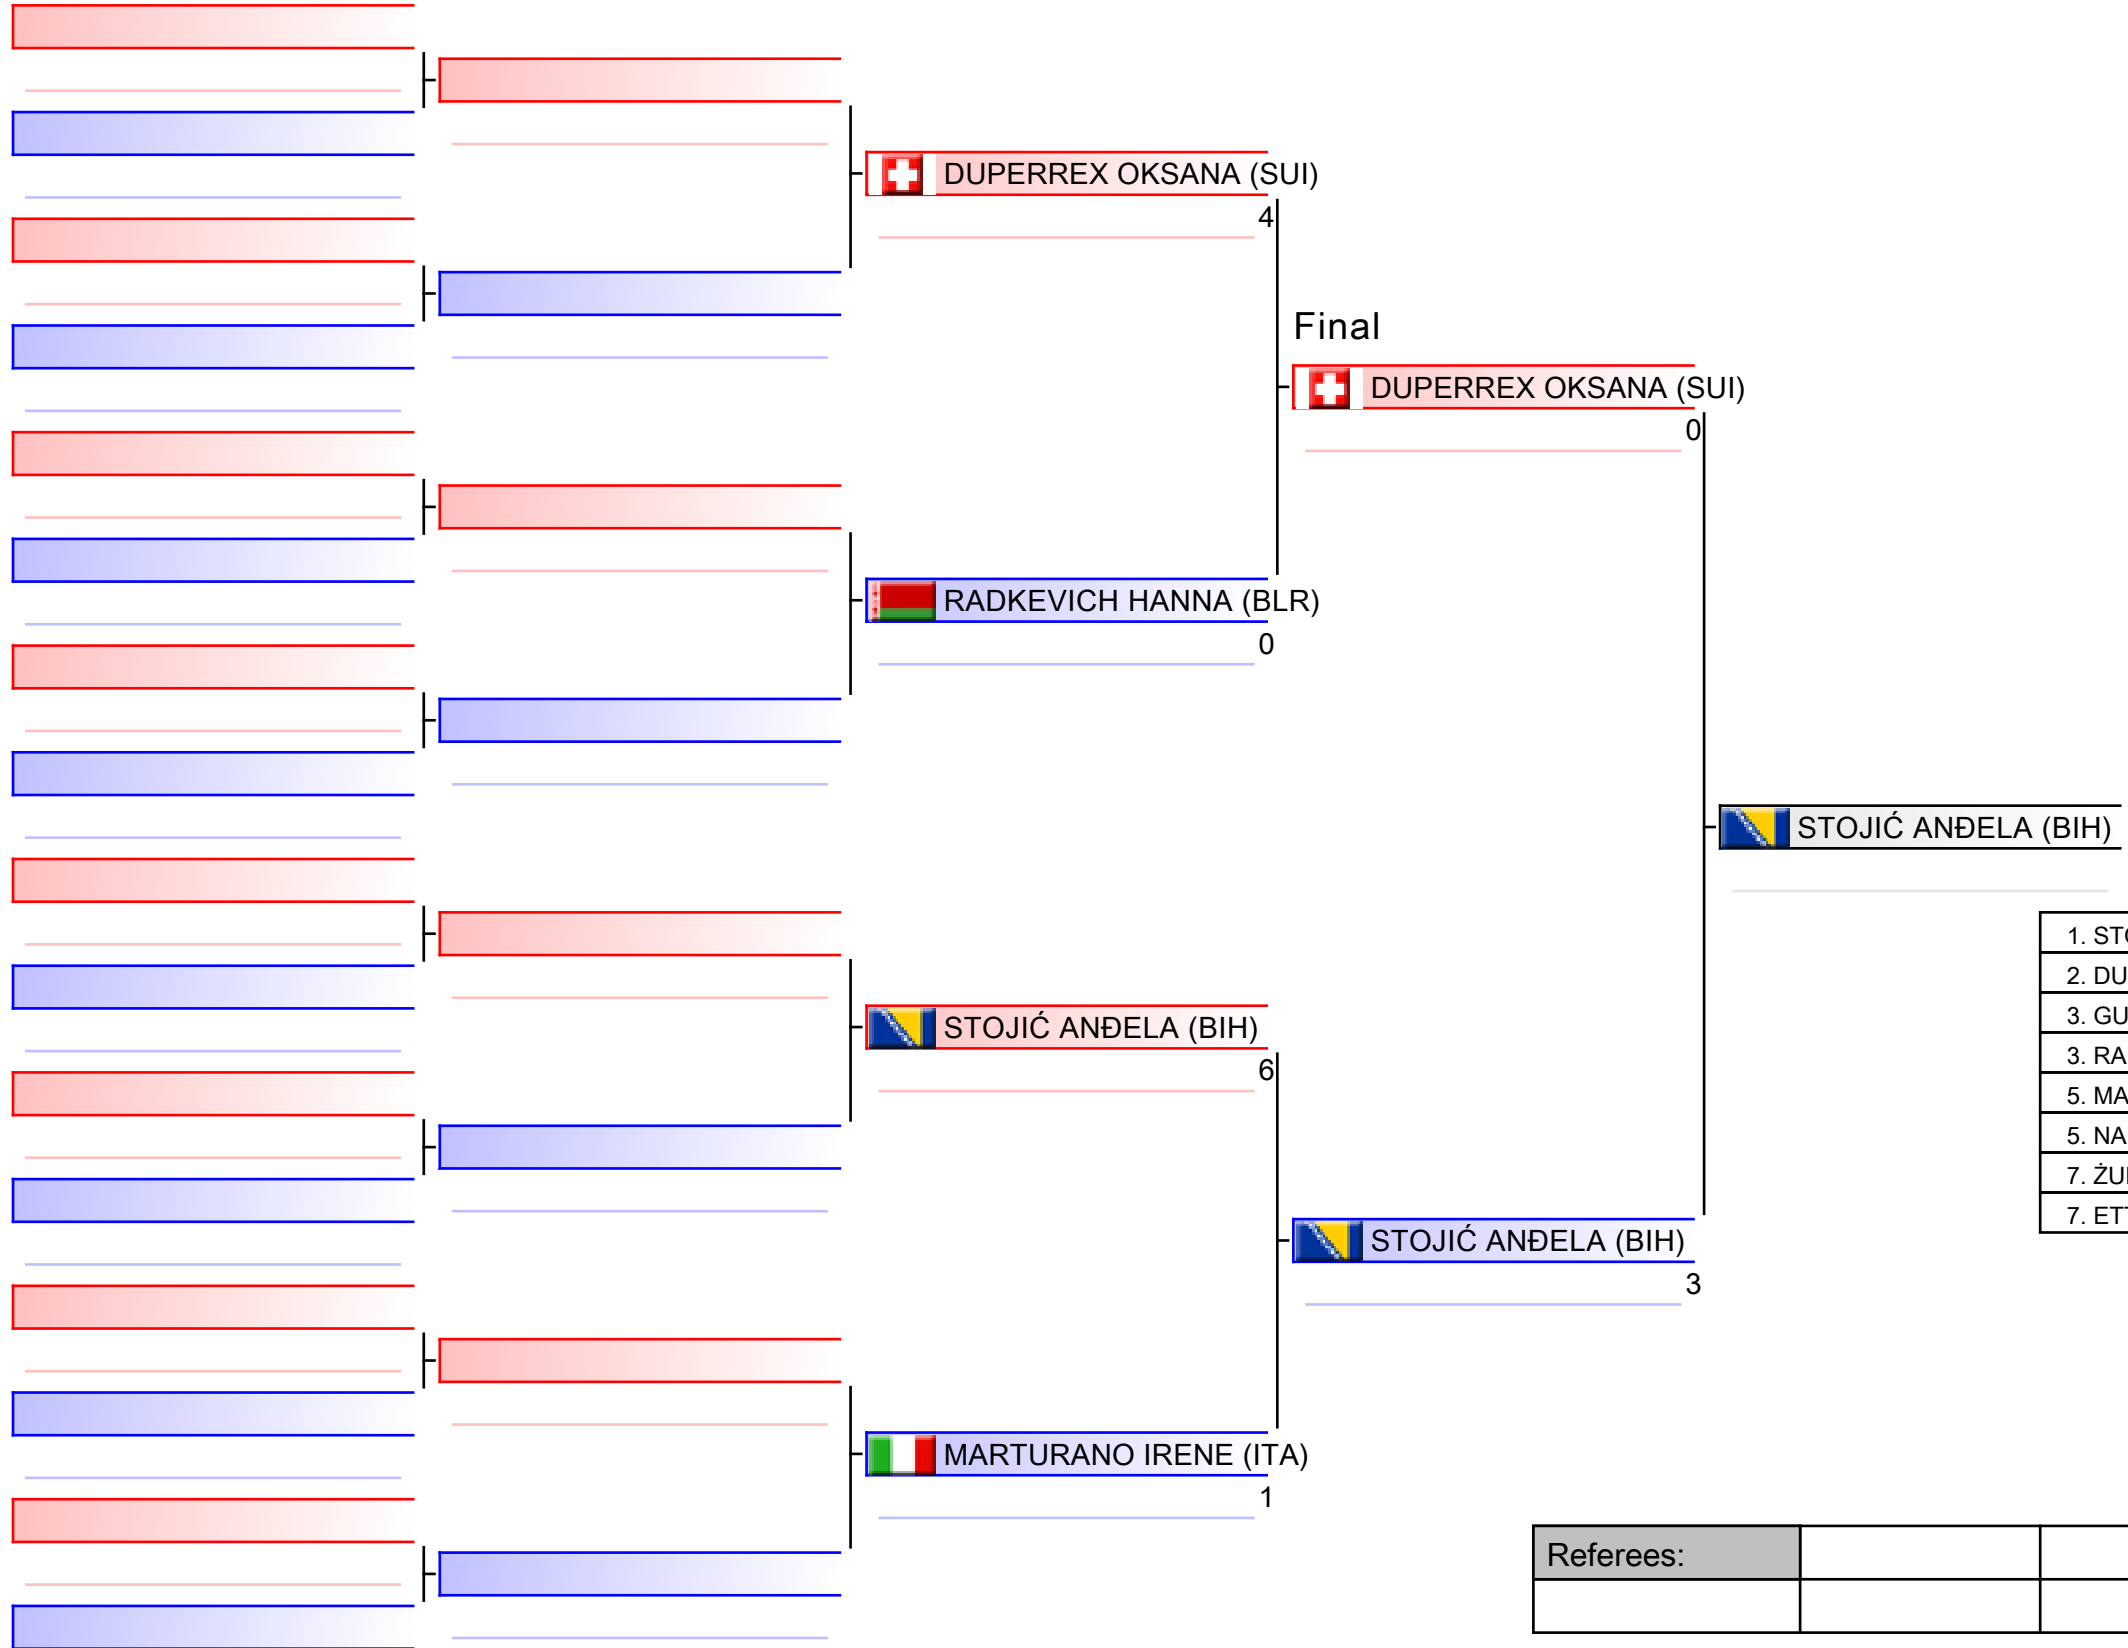 DUPERREX OKSANA (SUI)
4
Final
DUPERREX OKSANA (SUI)
0
RADKEVICH HANNA (BLR)
0
STOJIĆ ANĐELA (BIH)
1. STO
2. DU
3. GU
3. RA
5. MA
5. NA
7. ŻU
7. ET
STOJIĆ ANĐELA (BIH)
6
STOJIĆ ANĐELA (BIH)
3
MARTURANO IRENE (ITA)
1
Referees: